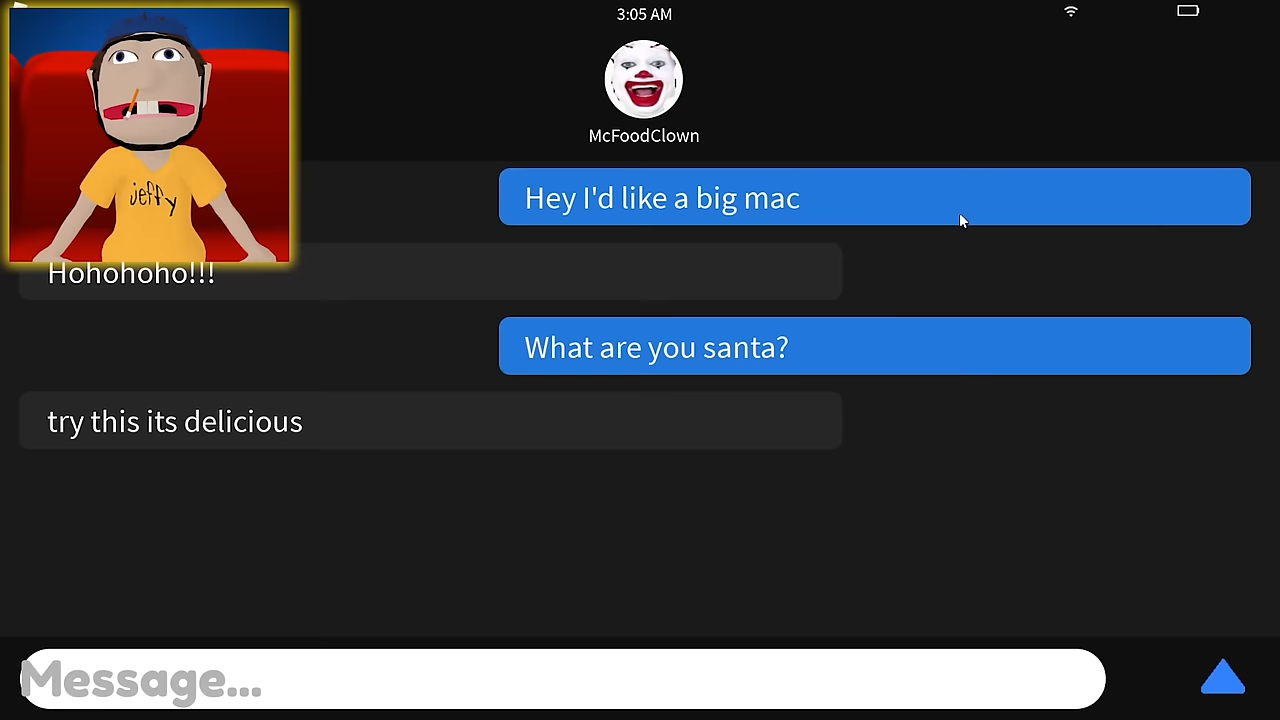 3:05 AM
McFoodClown
jeffy
Hey I'd like a big mac
Hohohoho!!!
What are you santa?
try this its delicious
Message...